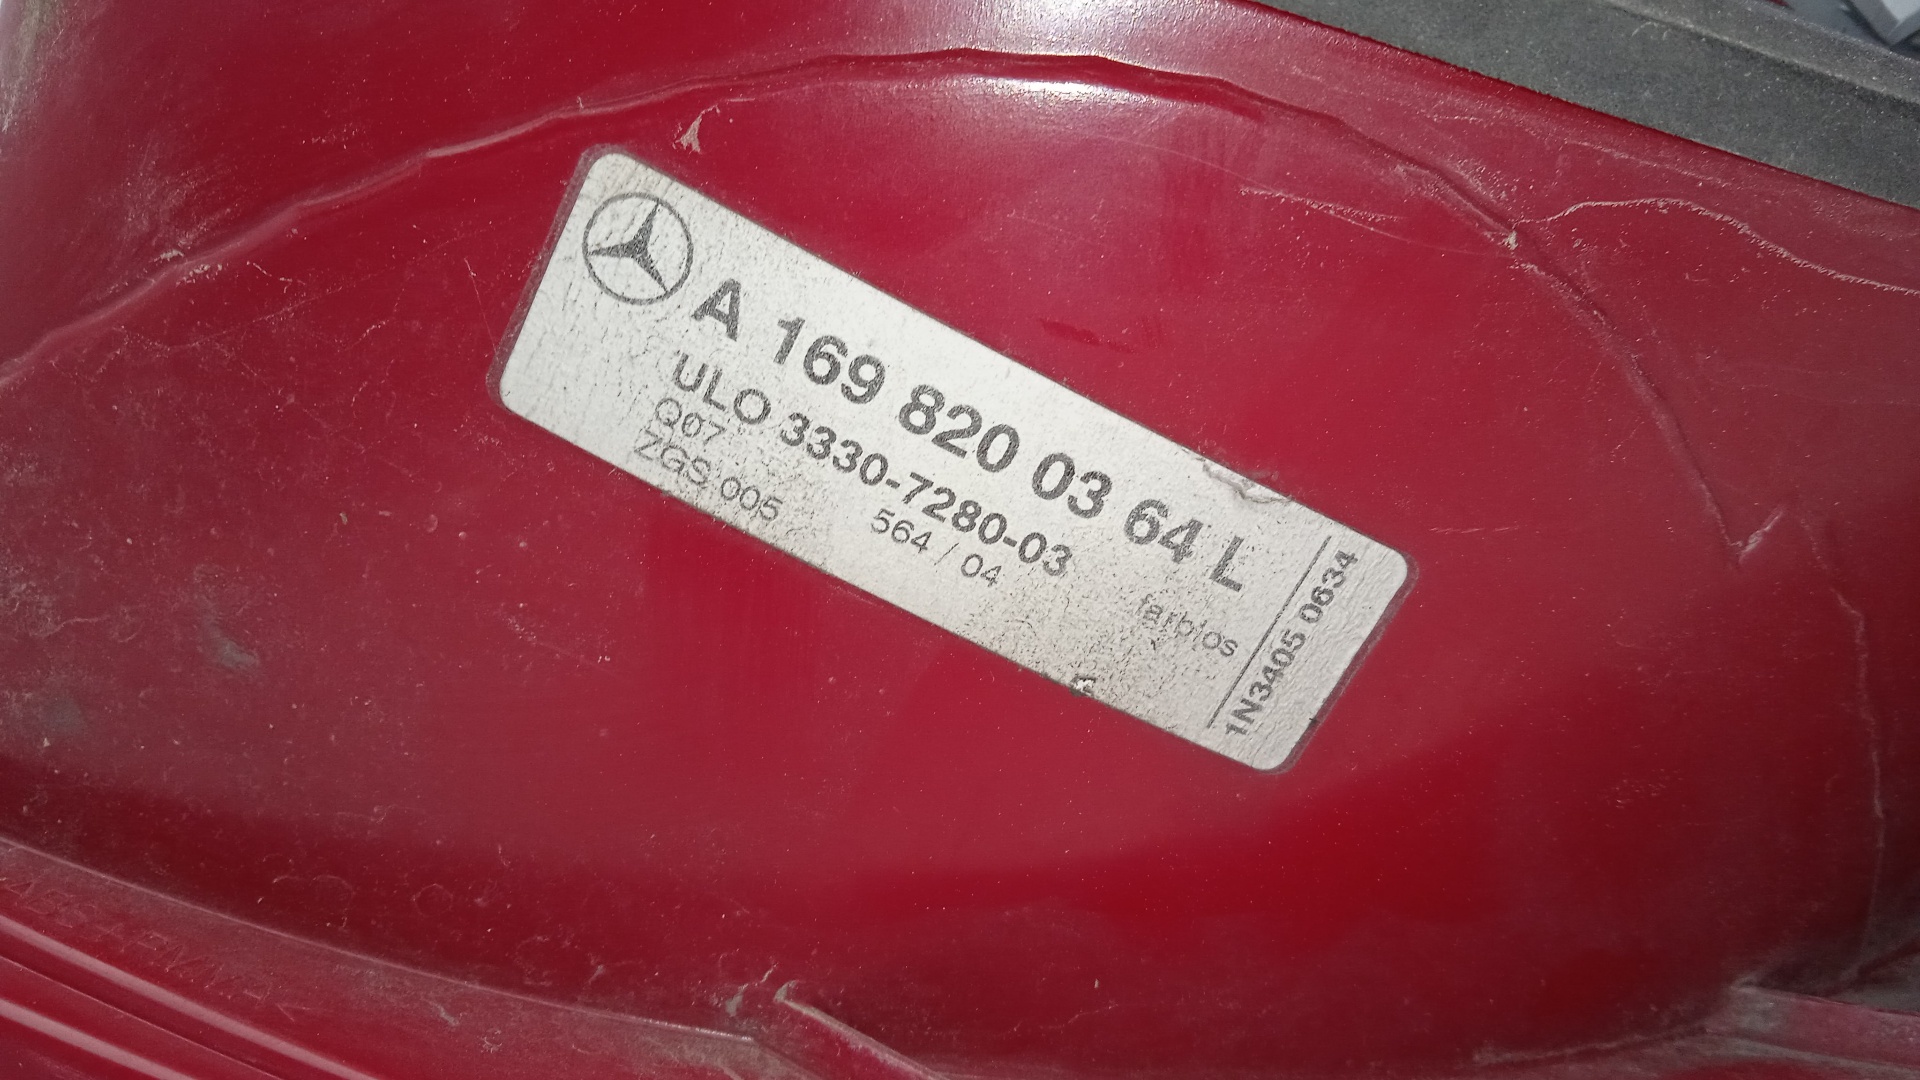 A 169 820 03 64 L
ULO 3330-7280-03
Q07 564 / 04
ZGS 005
farblos
1N3405 0634